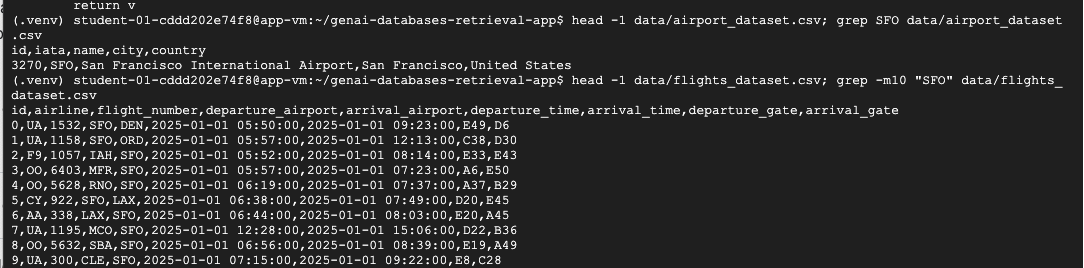 return v
(.venv) student-01-cddd202e74f8@app-vm:~/genai-databases-retrieval-app$ head -1 data/airport_dataset.csv; grep SFO data/airport_dataset
.csv
id,iata,name,city,country
3270,SFO,San Francisco International Airport,San Francisco,United States
(.venv) student-01-cddd202e74f8@app-vm:~/genai-databases-retrieval-app$ head -1 data/flights_dataset.csv; grep -m10 "SFO" data/flights_
dataset.csv
id,airline,flight_number,departure_airport,arrival_airport,departure_time,arrival_time,departure_gate,arrival_gate
0,UA,1532,SFO,DEN,2025-01-01 05:50:00,2025-01-01 09:23:00,E49,D6
1,UA,1158,SFO,ORD,2025-01-01 05:57:00,2025-01-01 12:13:00,C38,D30
2,F9,1057,IAH,SFO,2025-01-01 05:52:00,2025-01-01 08:14:00,E33,E43
3,OO,6403,MFR,SFO,2025-01-01 05:57:00,2025-01-01 07:23:00,A6,E50
4,OO,5628,RNO,SFO,2025-01-01 06:19:00,2025-01-01 07:37:00,A37,B29
5,CY,922,SFO,LAX,2025-01-01 06:38:00,2025-01-01 07:49:00,D20,E45
6,AA,338,LAX,SFO,2025-01-01 06:44:00,2025-01-01 08:03:00,E20,A45
7,UA,1195,MCO,SFO,2025-01-01 12:28:00,2025-01-01 15:06:00,D22,B36
8,OO,5632,SBA,SFO,2025-01-01 06:56:00,2025-01-01 08:39:00,E19,A49
9,UA,300,CLE,SFO,2025-01-01 07:15:00,2025-01-01 09:22:00,E8,C28